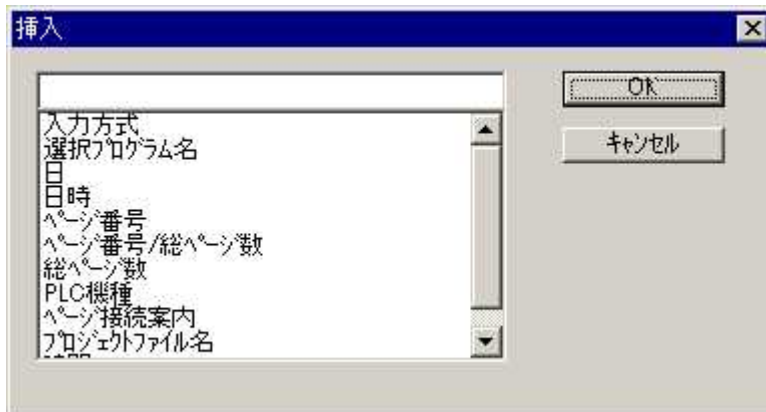 挿入
OK
キャンセル
入力方式
選択プログラム名
日
日時
ページ番号
ページ番号/総ページ数
総ページ数
PLC機種
ページ接続案内
プロジェクトファイル名